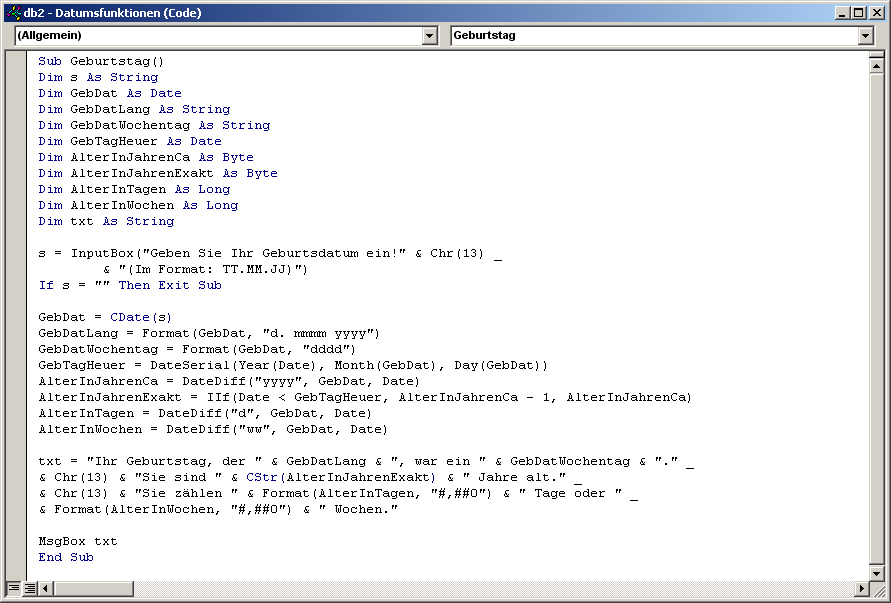 db2 - Datumsfunktionen (Code)
(Allgemein) Geburtstag
Sub Geburtstag()
Dim s As String
Dim GebDat As Date
Dim GebDatLang As String
Dim GebDatWochentag As String
Dim GebTagHeuer As Date
Dim AlterInJahrenCa As Byte
Dim AlterInJahrenExakt As Byte
Dim AlterInTagen As Long
Dim AlterInWochen As Long
Dim txt As String
s = InputBox("Geben Sie Ihr Geburtsdatum ein!" & Chr(13) _
& "(Im Format: TT.MM.JJ)")
If s = "" Then Exit Sub
GebDat = CDate(s)
GebDatLang = Format(GebDat, "d. mmmm yyyy")
GebDatWochentag = Format(GebDat, "dddd")
GebTagHeuer = DateSerial(Year(Date), Month(GebDat), Day(GebDat))
AlterInJahrenCa = DateDiff("yyyy", GebDat, Date)
AlterInJahrenExakt = IIf(Date < GebTagHeuer, AlterInJahrenCa - 1, AlterInJahrenCa)
AlterInTagen = DateDiff("d", GebDat, Date)
AlterInWochen = DateDiff("ww", GebDat, Date)
txt = "Ihr Geburtstag, der " & GebDatLang & ", war ein " & GebDatWochentag & "." _
& Chr(13) & "Sie sind " & CStr(AlterInJahrenExakt) & " Jahre alt." _
& Chr(13) & "Sie zählen " & Format(AlterInTagen, "#,##0") & " Tage oder " _
& Format(AlterInWochen, "#,##0") & " Wochen."
MsgBox txt
End Sub